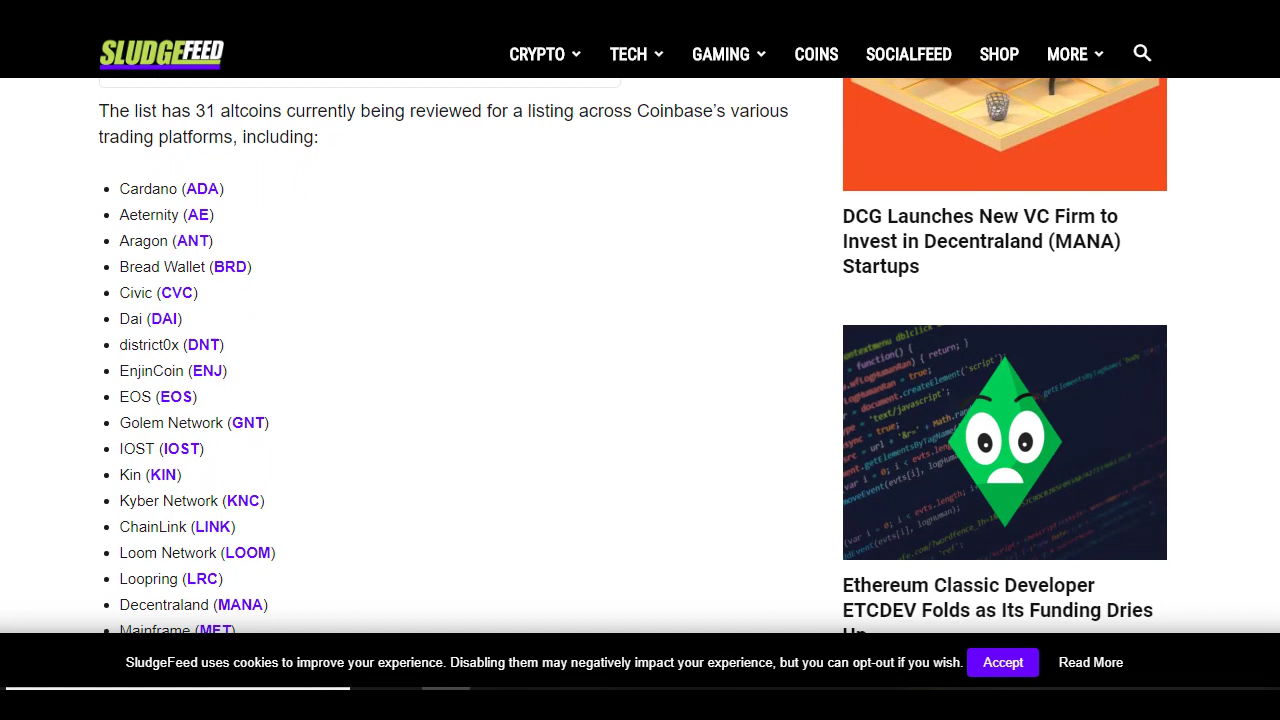 SLUDGEFEED
CRYPTO
TECH
GAMING
COINS
SOCIALFEED
SHOP
MORE
The list has 31 altcoins currently being reviewed for a listing across Coinbase’s various
trading platforms, including:
Cardano (ADA)
Aeternity (AE)
Aragon (ANT)
Bread Wallet (BRD)
Civic (CVC)
Dai (DAI)
district0x (DNT)
EnjinCoin (ENJ)
EOS (EOS)
Golem Network (GNT)
IOST (IOST)
Kin (KIN)
Kyber Network (KNC)
ChainLink (LINK)
Loom Network (LOOM)
Loopring (LRC)
Decentraland (MANA)
Mainframe (MFT)
DCG Launches New VC Firm to
Invest in Decentraland (MANA)
Startups
Ethereum Classic Developer
ETCDEV Folds as Its Funding Dries
Up
SludgeFeed uses cookies to improve your experience. Disabling them may negatively impact your experience, but you can opt-out if you wish.
Accept
Read More